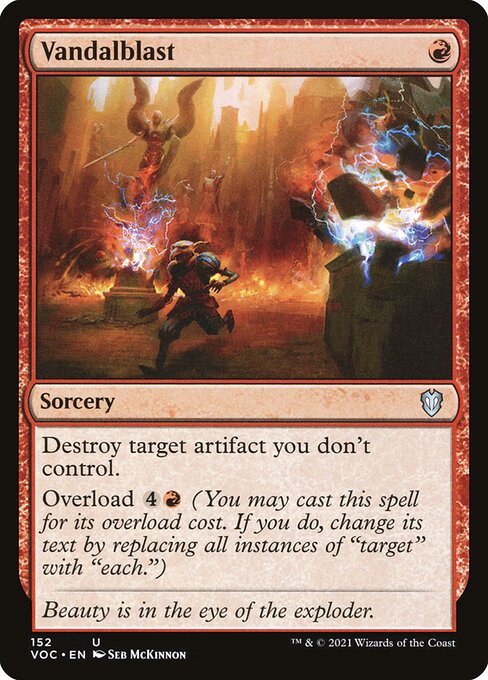 Vandalblast
Sorcery
Destroy target artifact you don't
control.
Overload 4 (You may cast this spell
for its overload cost. If you do, change its
text by replacing all instances of “target”
with “each.”)
Beauty is in the eye of the exploder.
152 U
VOC • EN Seb McKinnon
™ & © 2021 Wizards of the Coast